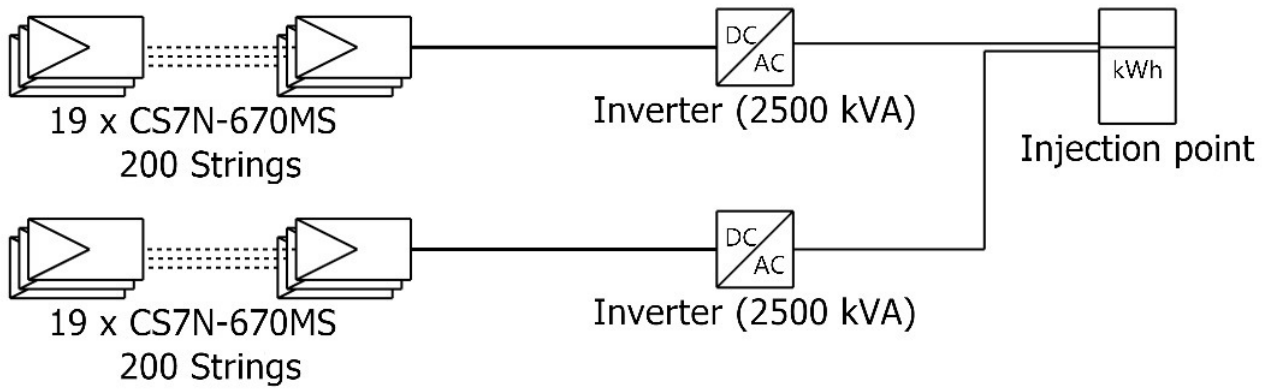 DC
AC
kWh
19 x CS7N-670MS
200 Strings
Inverter (2500 kVA)
Injection point
DC
AC
19 x CS7N-670MS
200 Strings
Inverter (2500 kVA)